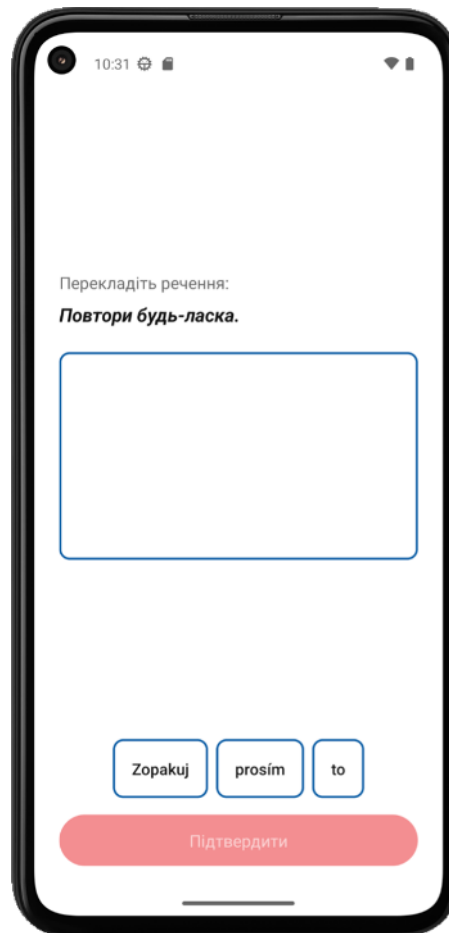 10:31
Перекладіть речення:
Повтори будь-ласка.
Zopakuj prosím to
Підтвердити